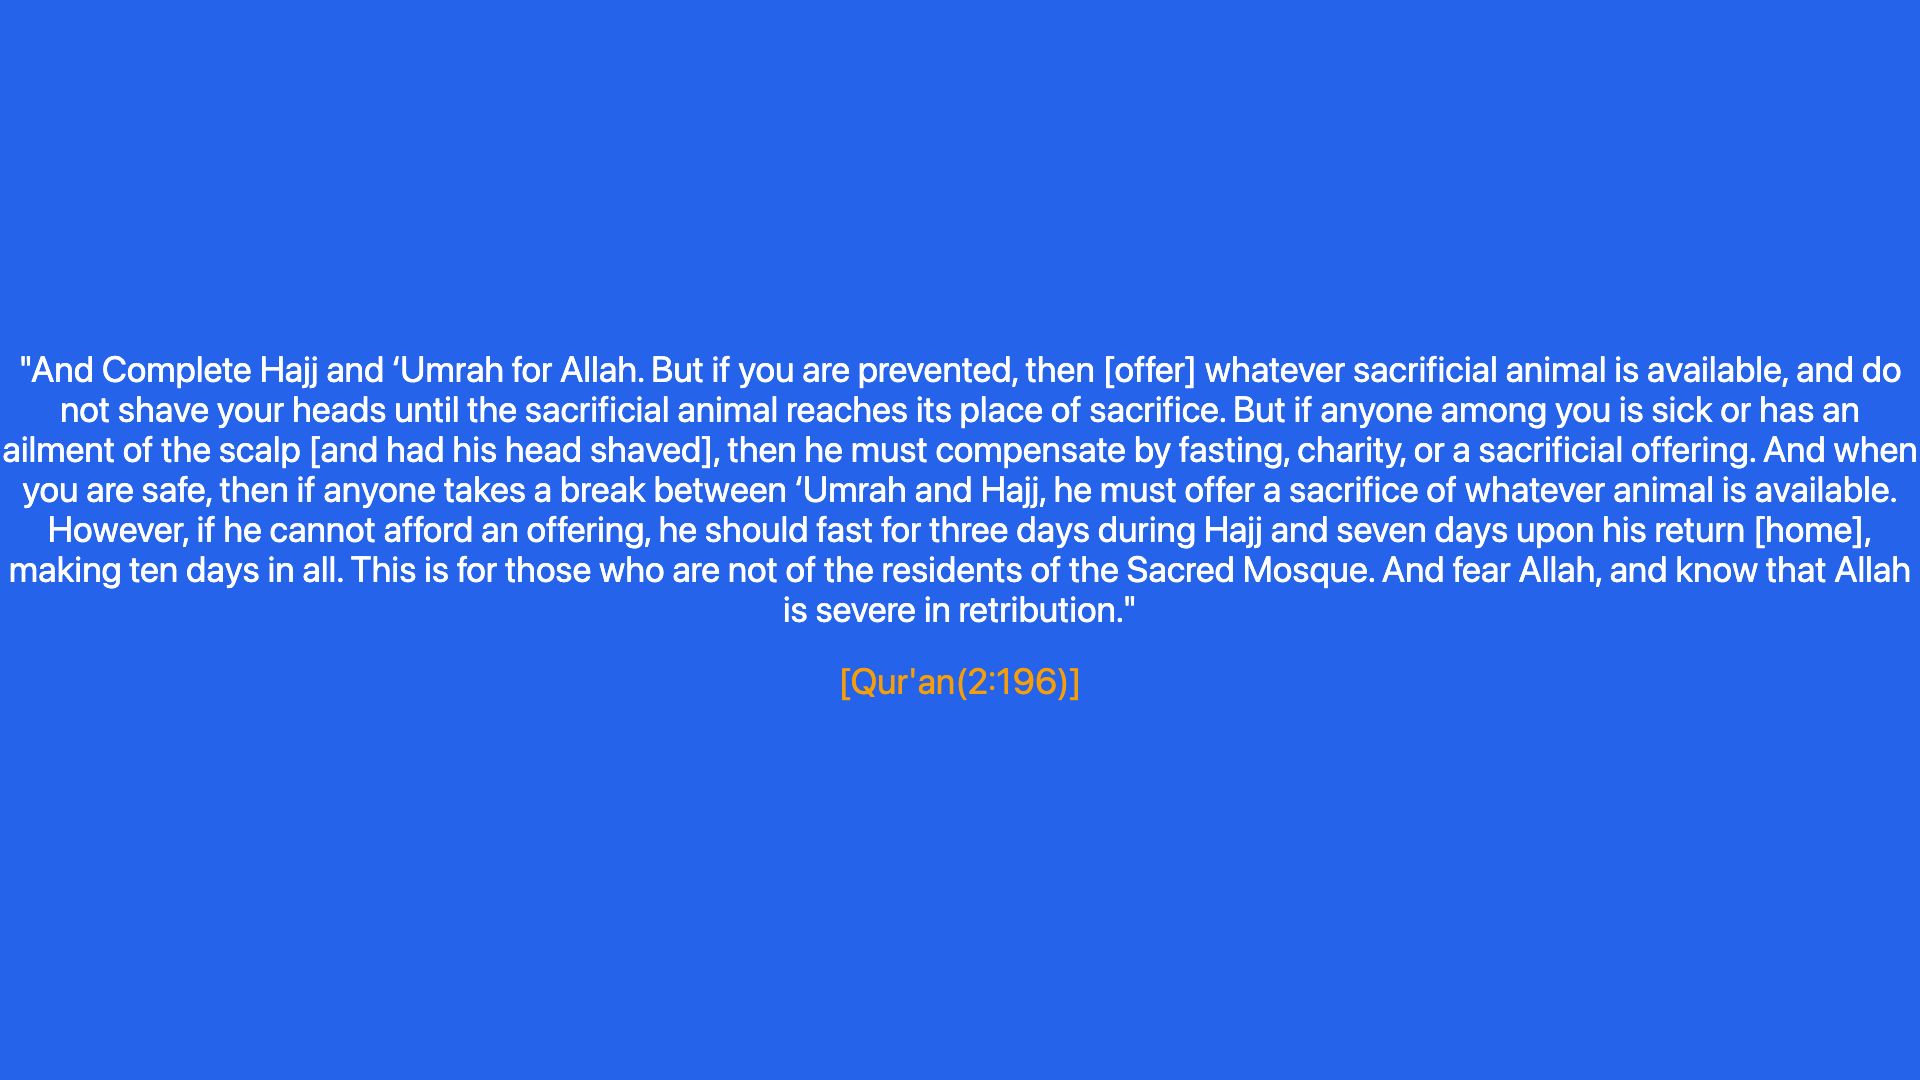 "And Complete Hajj and ‘Umrah for Allah. But if you are prevented, then [offer] whatever sacrificial animal is available, and do
not shave your heads until the sacrificial animal reaches its place of sacrifice. But if anyone among you is sick or has an
ailment of the scalp [and had his head shaved], then he must compensate by fasting, charity, or a sacrificial offering. And when
you are safe, then if anyone takes a break between ‘Umrah and Hajj, he must offer a sacrifice of whatever animal is available.
However, if he cannot afford an offering, he should fast for three days during Hajj and seven days upon his return [home],
making ten days in all. This is for those who are not of the residents of the Sacred Mosque. And fear Allah, and know that Allah
is severe in retribution."
[Qur'an(2:196)]